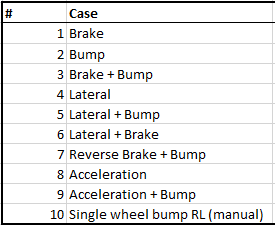 # Case
1 Brake
2 Bump
3 Brake + Bump
4 Lateral
5 Lateral + Bump
6 Lateral + Brake
7 Reverse Brake + Bump
8 Acceleration
9 Acceleration + Bump
10 Single wheel bump RL (manual)